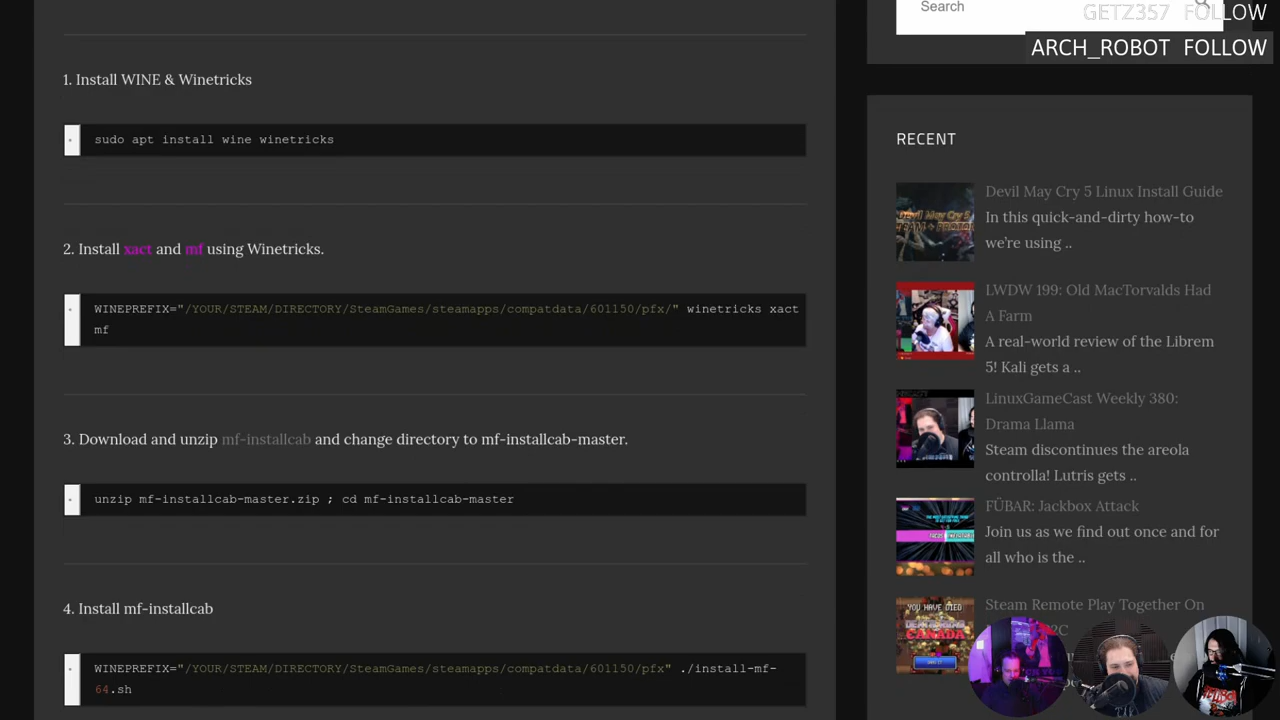 1. Install WINE & Winetricks
sudo apt install wine winetricks
2. Install xact and mf using Winetricks.
WINEPREFIX="/YOUR/STEAM/DIRECTORY/SteamGames/steamapps/compatdata/601150/pfx/" winetricks xact
mf
3. Download and unzip mf-installcab and change directory to mf-installcab-master.
unzip mf-installcab-master.zip ; cd mf-installcab-master
4. Install mf-installcab
WINEPREFIX="/YOUR/STEAM/DIRECTORY/SteamGames/steamapps/compatdata/601150/pfx" ./install-mf-
64.sh
Search
GETZ357 FOLLOW
ARCH_ROBOT FOLLOW
RECENT
Devil May Cry 5 Linux Install Guide
In this quick-and-dirty how-to
we're using ..
LWDW 199: Old MacTorvalds Had
A Farm
A real-world review of the Librem
5! Kali gets a ..
LinuxGameCast Weekly 380:
Drama Llama
Steam discontinues the areola
controlla! Lutris gets ..
FÜBAR: Jackbox Attack
Join us as we find out once and for
all who is the ..
YOU HAVE DIED
CANADA
Steam Remote Play Together On